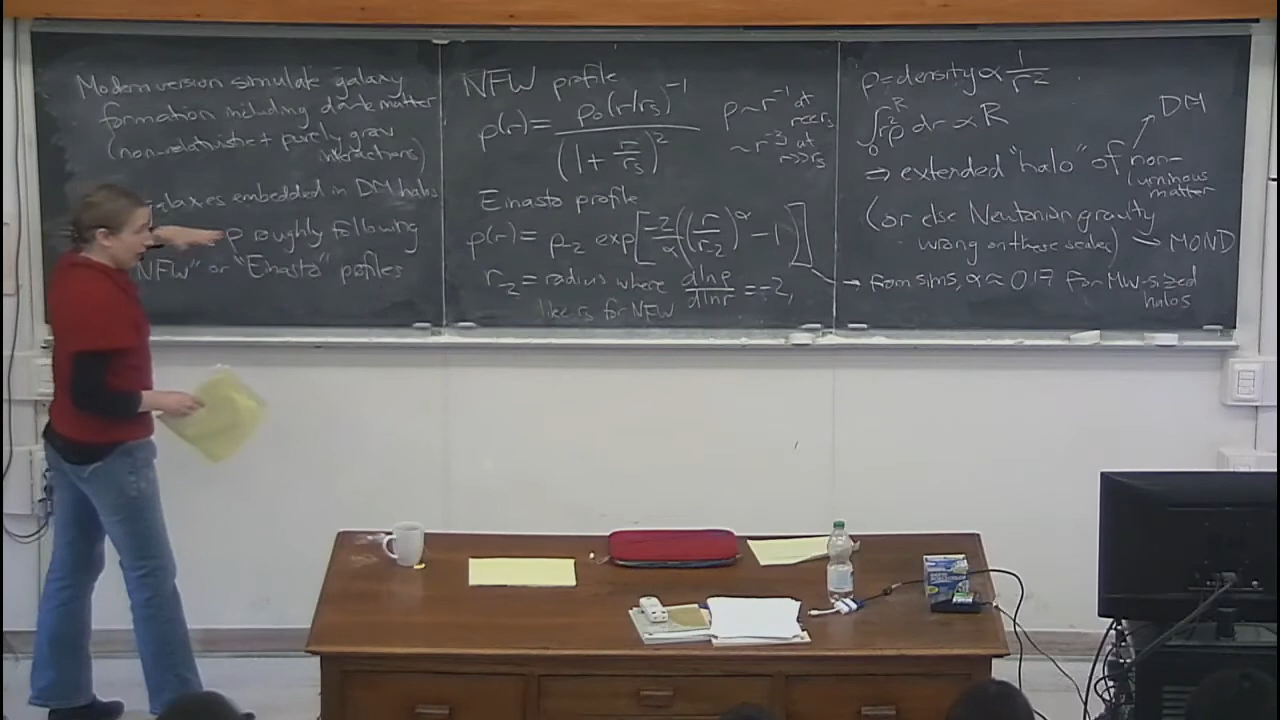 Modern version simulate galaxy
formation including dark matter
(non-relativistic + purely grav
interactions)
galaxies embedded in DM halos
ρ roughly following
NFW" or "Einasto" profiles
NFW profile
ρ(r) = ρ₀(r/rₛ)⁻¹
(1 + r/rₛ)²
ρ ~ r⁻¹ at
r<<rₛ
~ r⁻³ at
r>>rₛ
Einasto profile
ρ(r) = ρ₋₂ exp[-2/α((r/r₋₂)^α - 1)]
r₋₂ = radius where dlnρ/dlnr = -2,
like rₛ for NFW
ρ = density ∝ 1/r²
∫₀ᴿ r²ρ dr ∝ R
⇒ extended "halo" of non-
luminous
matter
→ DM
(or else Newtonian gravity
wrong on these scales) → MOND
→ from sims, α ≈ 0.17 for MW-sized
halos